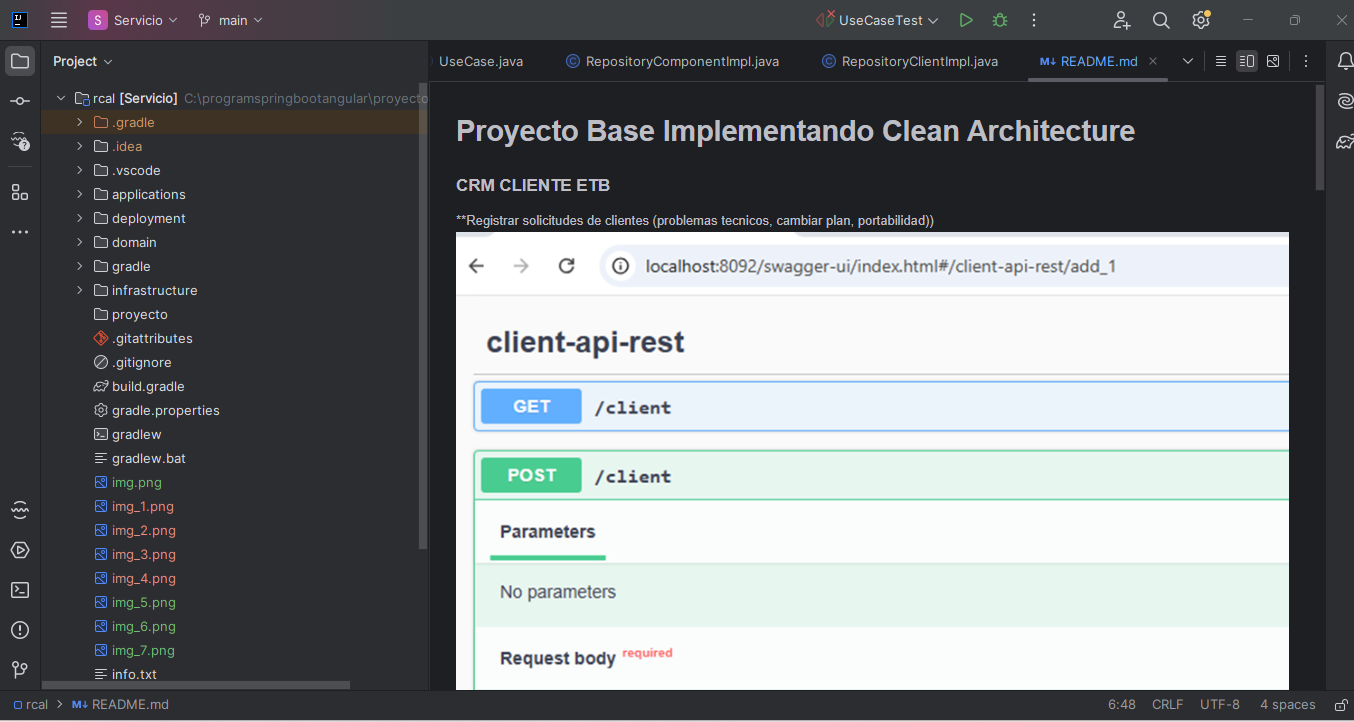 S Servicio main UseCaseTest
Project
UseCase.java RepositoryComponentImpl.java RepositoryClientImpl.java README.md
rcal [Servicio] C:\programspringbootangular\proyecto
.gradle
.idea
.vscode
applications
deployment
domain
gradle
infrastructure
proyecto
.gitattributes
.gitignore
build.gradle
gradle.properties
gradlew
gradlew.bat
img.png
img_1.png
img_2.png
img_3.png
img_4.png
img_5.png
img_6.png
img_7.png
info.txt
Proyecto Base Implementando Clean Architecture
CRM CLIENTE ETB
**Registrar solicitudes de clientes (problemas tecnicos, cambiar plan, portabilidad))
localhost:8092/swagger-ui/index.html#/client-api-rest/add_1
client-api-rest
GET /client
POST /client
Parameters
No parameters
Request body required
rcal README.md 6:48 CRLF UTF-8 4 spaces